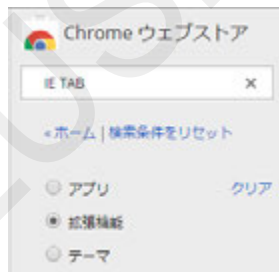 Chrome ウェブストア
IE TAB ×
«ホーム | 検索条件をリセット
アプリ クリア
拡張機能
テーマ